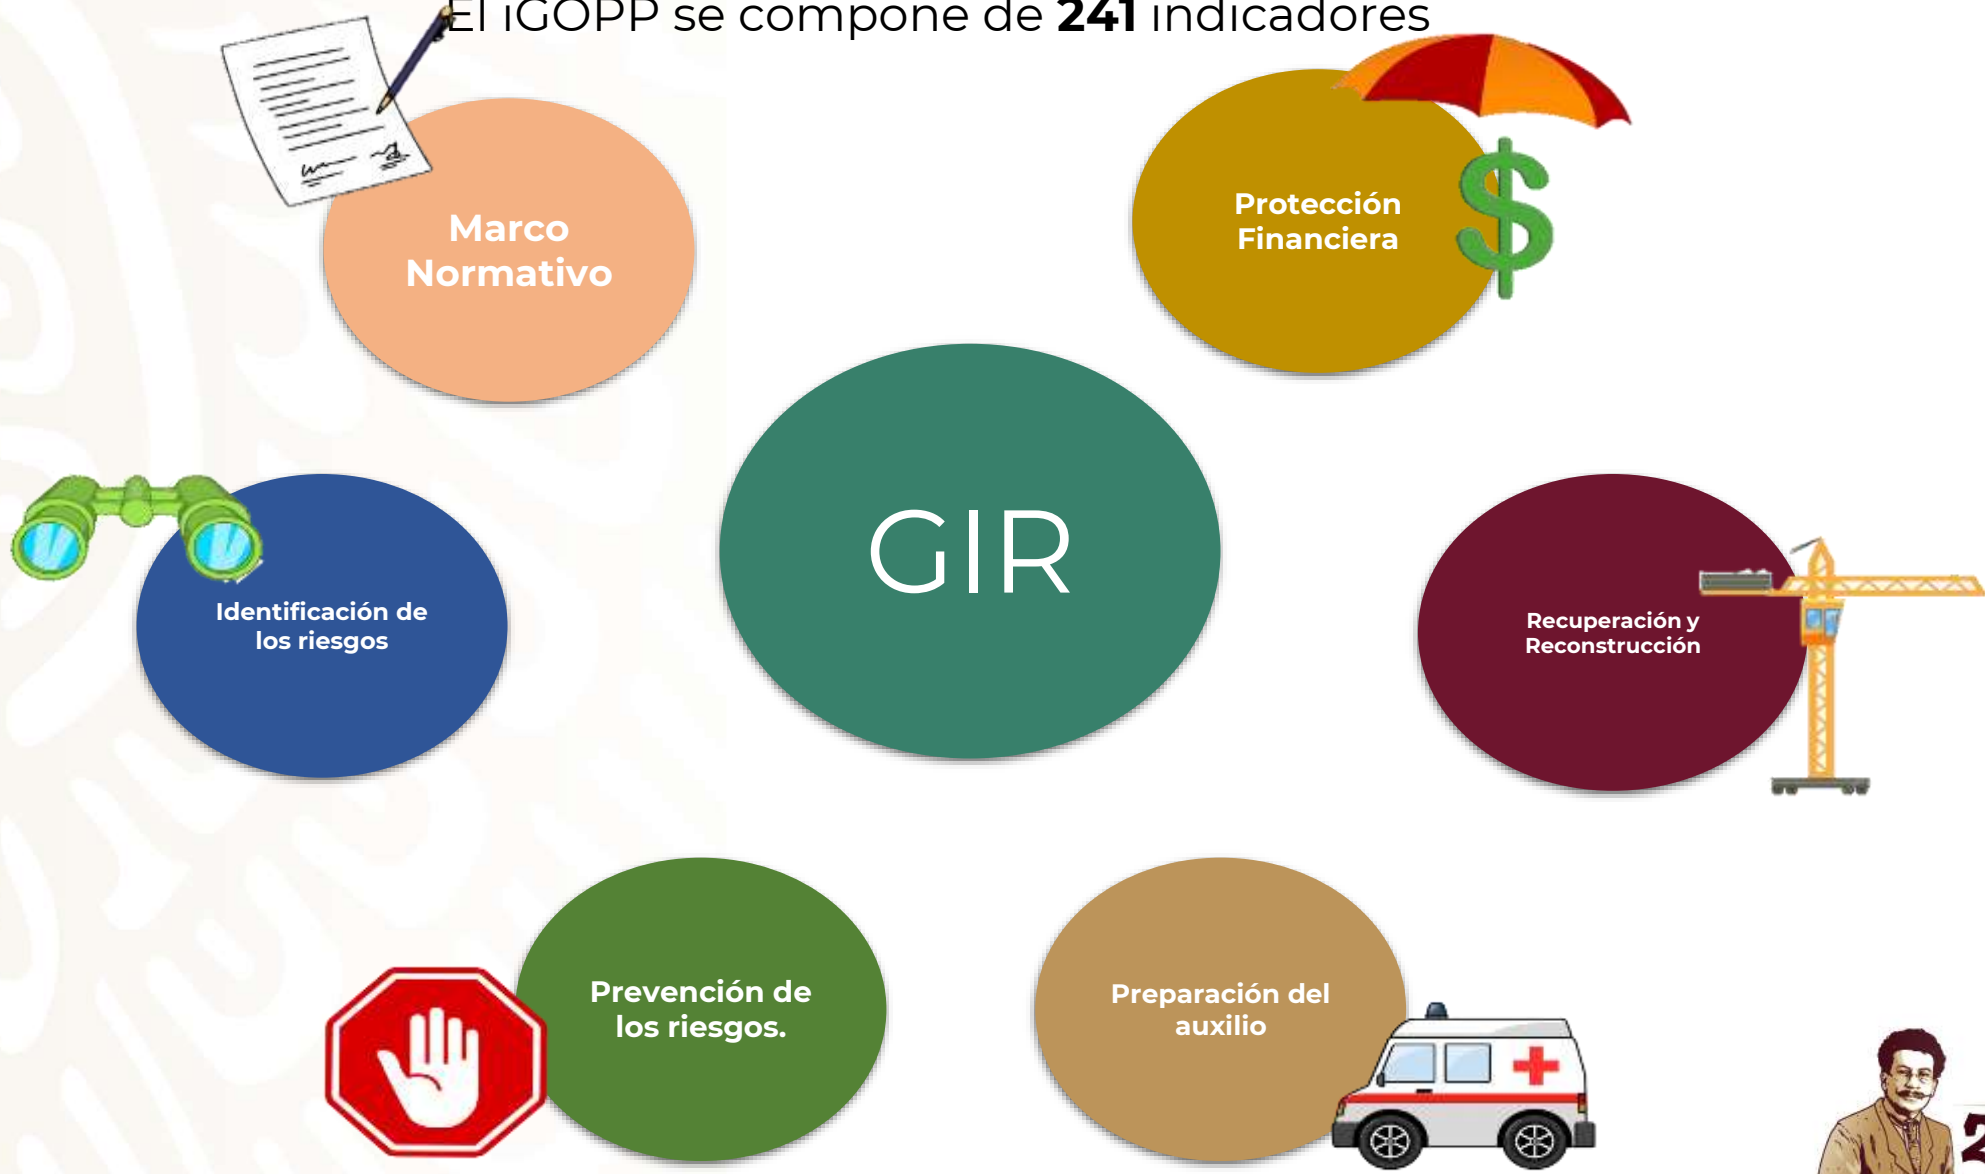 El iGOPP se compone de 241 indicadores
Marco
Normativo
Protección
Financiera
GIR
Identificación de
los riesgos
Recuperación y
Reconstrucción
Prevención de
los riesgos.
Preparación del
auxilio
2